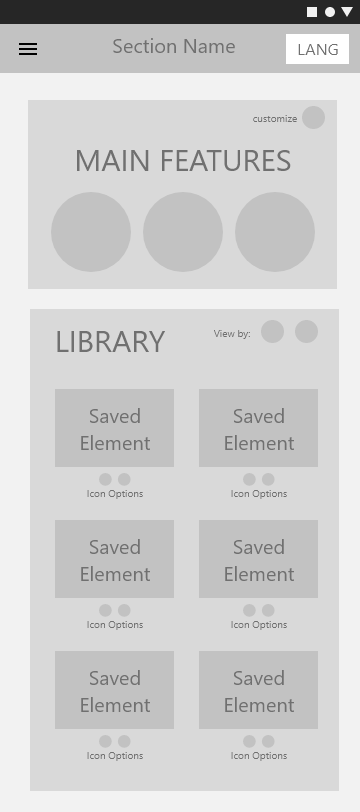 Section Name
LANG
customize
MAIN FEATURES
LIBRARY
View by:
Saved
Element
Saved
Element
Icon Options
Icon Options
Saved
Element
Saved
Element
Icon Options
Icon Options
Saved
Element
Saved
Element
Icon Options
Icon Options